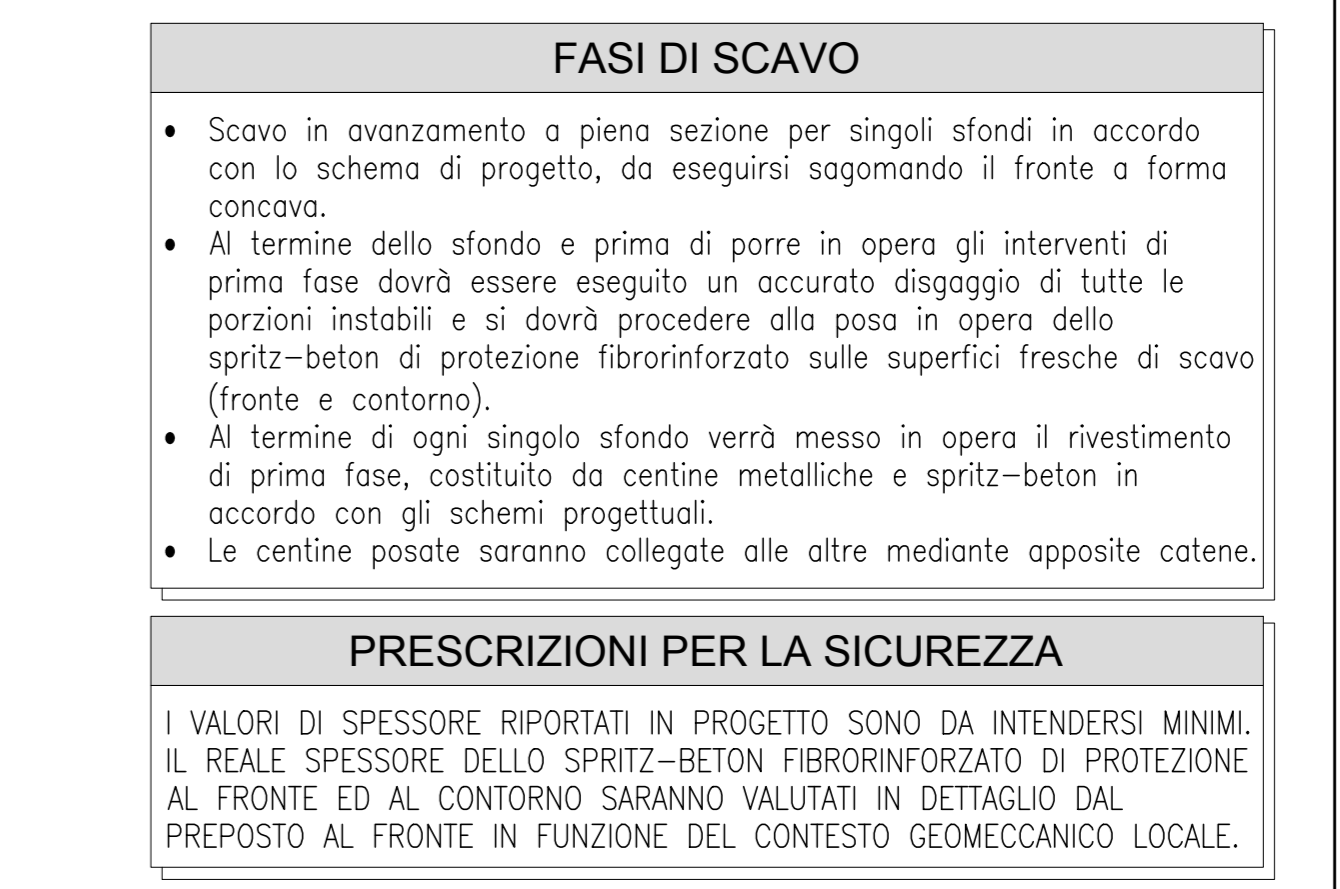 FASI DI SCAVO
• Scavo in avanzamento a piena sezione per singoli sfondi in accordo
con lo schema di progetto, da eseguirsi sagomando il fronte a forma
concava.
• Al termine dello sfondo e prima di porre in opera gli interventi di
prima fase dovrà essere eseguito un accurato disgaggio di tutte le
porzioni instabili e si dovrà procedere alla posa in opera dello
spritz-beton di protezione fibrorinforzato sulle superfici fresche di scavo
(fronte e contorno).
• Al termine di ogni singolo sfondo verrà messo in opera il rivestimento
di prima fase, costituito da centine metalliche e spritz-beton in
accordo con gli schemi progettuali.
• Le centine posate saranno collegate alle altre mediante apposite catene.
PRESCRIZIONI PER LA SICUREZZA
I VALORI DI SPESSORE RIPORTATI IN PROGETTO SONO DA INTENDERSI MINIMI.
IL REALE SPESSORE DELLO SPRITZ-BETON FIBRORINFORZATO DI PROTEZIONE
AL FRONTE ED AL CONTORNO SARANNO VALUTATI IN DETTAGLIO DAL
PREPOSTO AL FRONTE IN FUNZIONE DEL CONTESTO GEOMECCANICO LOCALE.